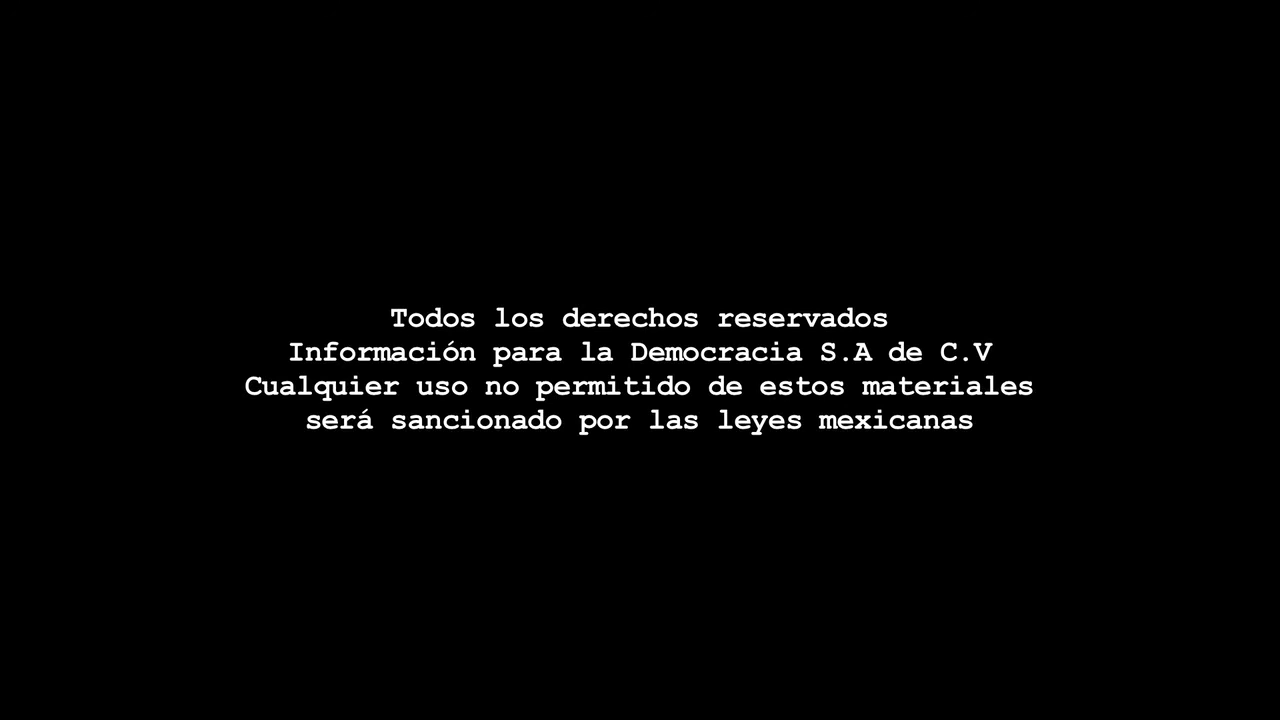 Todos los derechos reservados
Información para la Democracia S.A de C.V
Cualquier uso no permitido de estos materiales
será sancionado por las leyes mexicanas